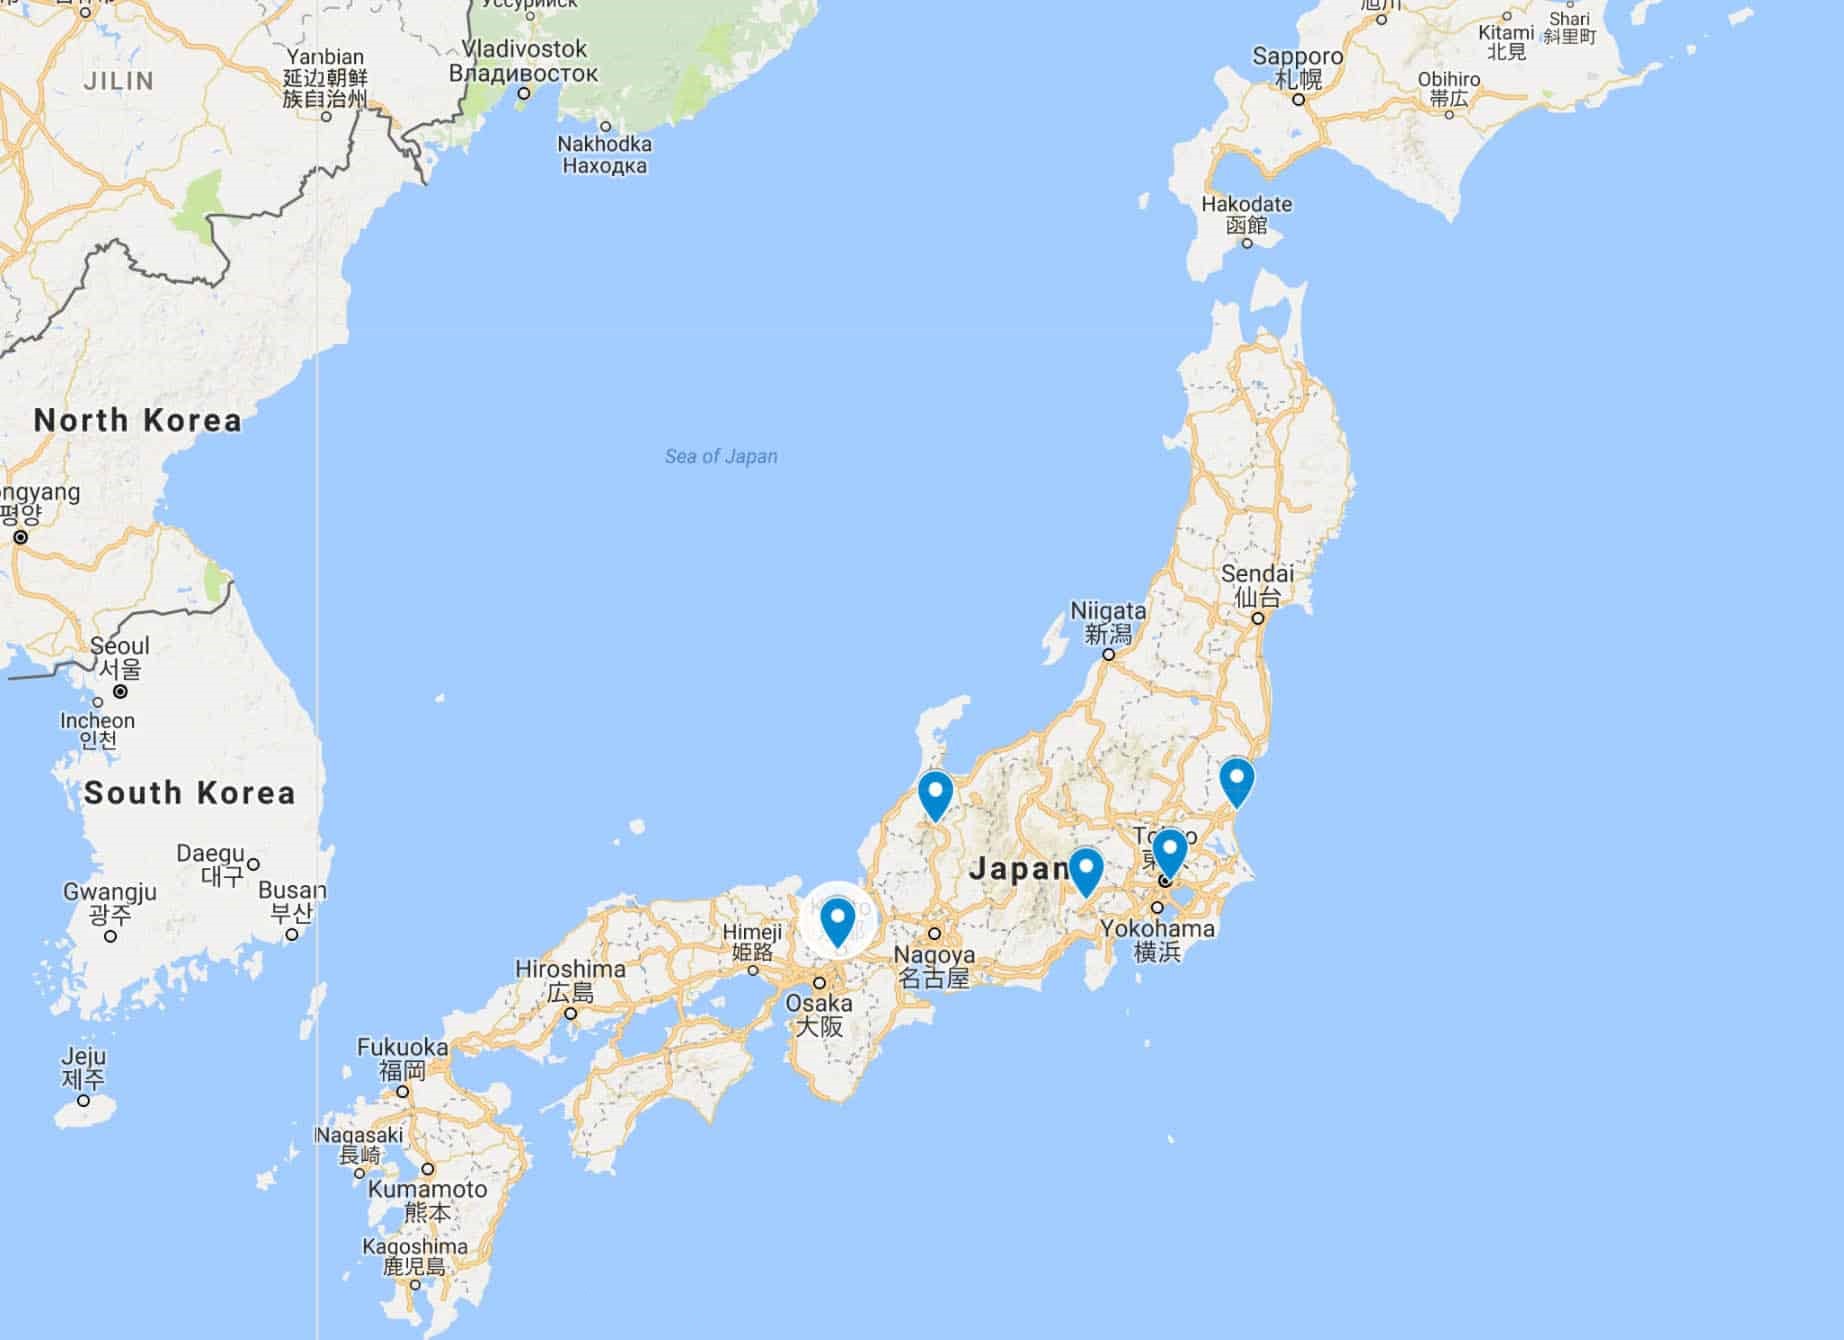 Уссурийск
旭川
Shari
斜里町
Kitami
北見
Yanbian
延边朝鲜
族自治州
JILIN
Vladivostok
Владивосток
Sapporo
札幌
Obihiro
帯広
Nakhodka
Находка
Hakodate
函館
North Korea
Sea of Japan
ongyang
평양
Sendai
仙台
Niigata
新潟
Seoul
서울
Incheon
인천
South Korea
Daegu
대구
Gwangju
광주
Busan
부산
Japan
Yokohama
横浜
Himeji
姫路
Nagoya
名古屋
Hiroshima
広島
Osaka
大阪
Fukuoka
福岡
Jeju
제주
Nagasaki
長崎
Kumamoto
熊本
Kagoshima
鹿児島